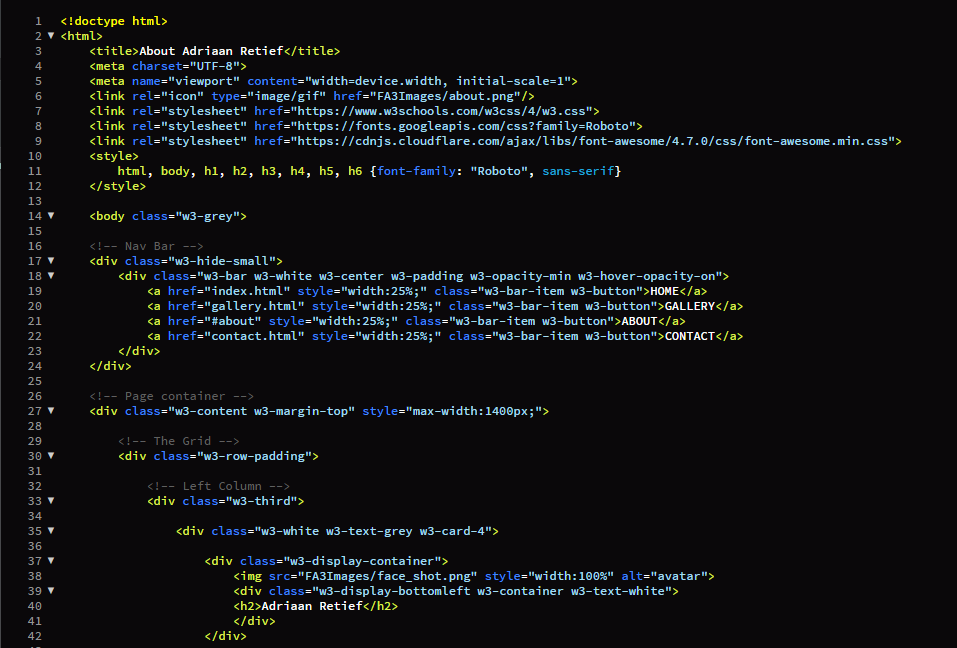 1 <!doctype html>
2 ▼ <html>
3 <title>About Adriaan Retief</title>
4 <meta charset="UTF-8">
5 <meta name="viewport" content="width=device.width, initial-scale=1">
6 <link rel="icon" type="image/gif" href="FA3Images/about.png"/>
7 <link rel="stylesheet" href="https://www.w3schools.com/w3css/4/w3.css">
8 <link rel="stylesheet" href="https://fonts.googleapis.com/css?family=Roboto">
9 <link rel="stylesheet" href="https://cdnjs.cloudflare.com/ajax/libs/font-awesome/4.7.0/css/font-awesome.min.css">
10 <style>
11 html, body, h1, h2, h3, h4, h5, h6 {font-family: "Roboto", sans-serif}
12 </style>
13
14 ▼ <body class="w3-grey">
15
16 <!-- Nav Bar -->
17 ▼ <div class="w3-hide-small">
18 ▼ <div class="w3-bar w3-white w3-center w3-padding w3-opacity-min w3-hover-opacity-on">
19 <a href="index.html" style="width:25%;" class="w3-bar-item w3-button">HOME</a>
20 <a href="gallery.html" style="width:25%;" class="w3-bar-item w3-button">GALLERY</a>
21 <a href="#about" style="width:25%;" class="w3-bar-item w3-button">ABOUT</a>
22 <a href="contact.html" style="width:25%;" class="w3-bar-item w3-button">CONTACT</a>
23 </div>
24 </div>
25
26 <!-- Page container -->
27 ▼ <div class="w3-content w3-margin-top" style="max-width:1400px;">
28
29 <!-- The Grid -->
30 ▼ <div class="w3-row-padding">
31
32 <!-- Left Column -->
33 ▼ <div class="w3-third">
34
35 ▼ <div class="w3-white w3-text-grey w3-card-4">
36
37 ▼ <div class="w3-display-container">
38 <img src="FA3Images/face_shot.png" style="width:100%" alt="avatar">
39 ▼ <div class="w3-display-bottomleft w3-container w3-text-white">
40 <h2>Adriaan Retief</h2>
41 </div>
42 </div>